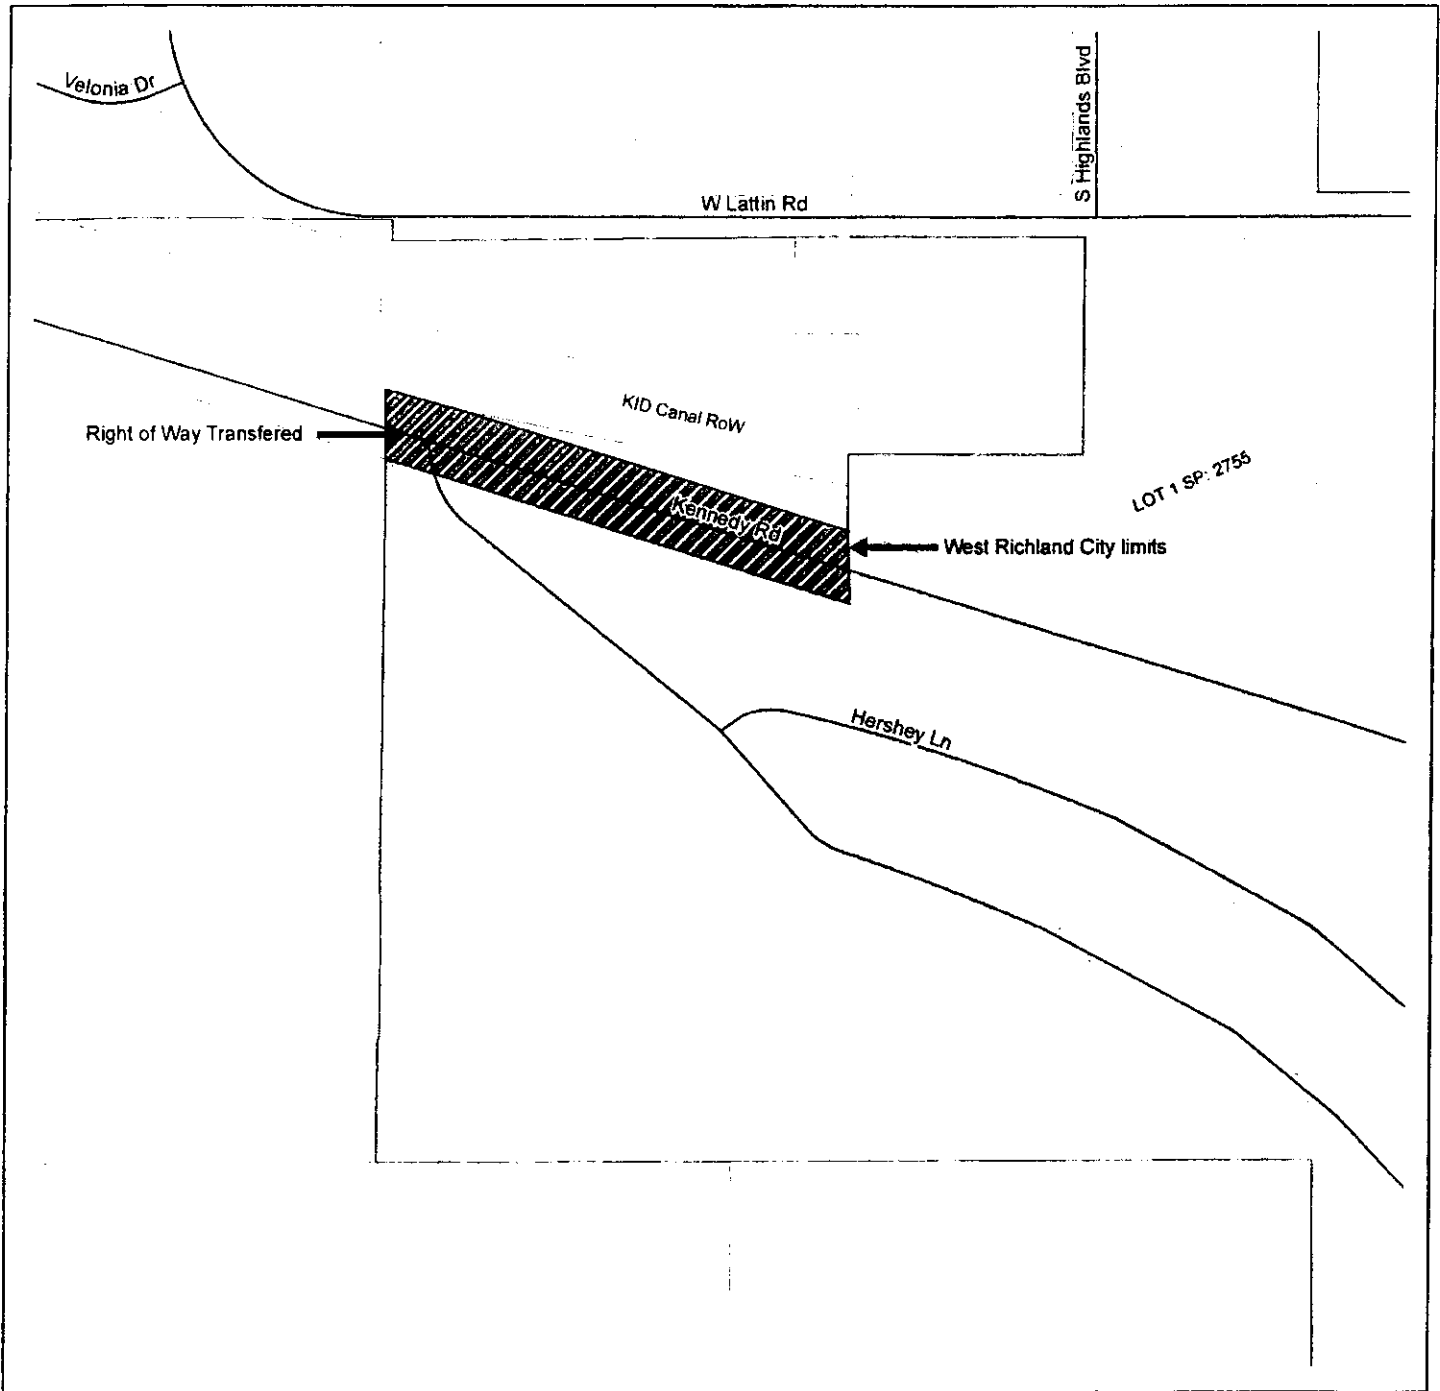 Velonia Dr
S Highlands Blvd
W Lattin Rd
KID Canal RoW
Right of Way Transfered
LOT 1 SP: 2755
Kennedy Rd
West Richland City limits
Hershey Ln